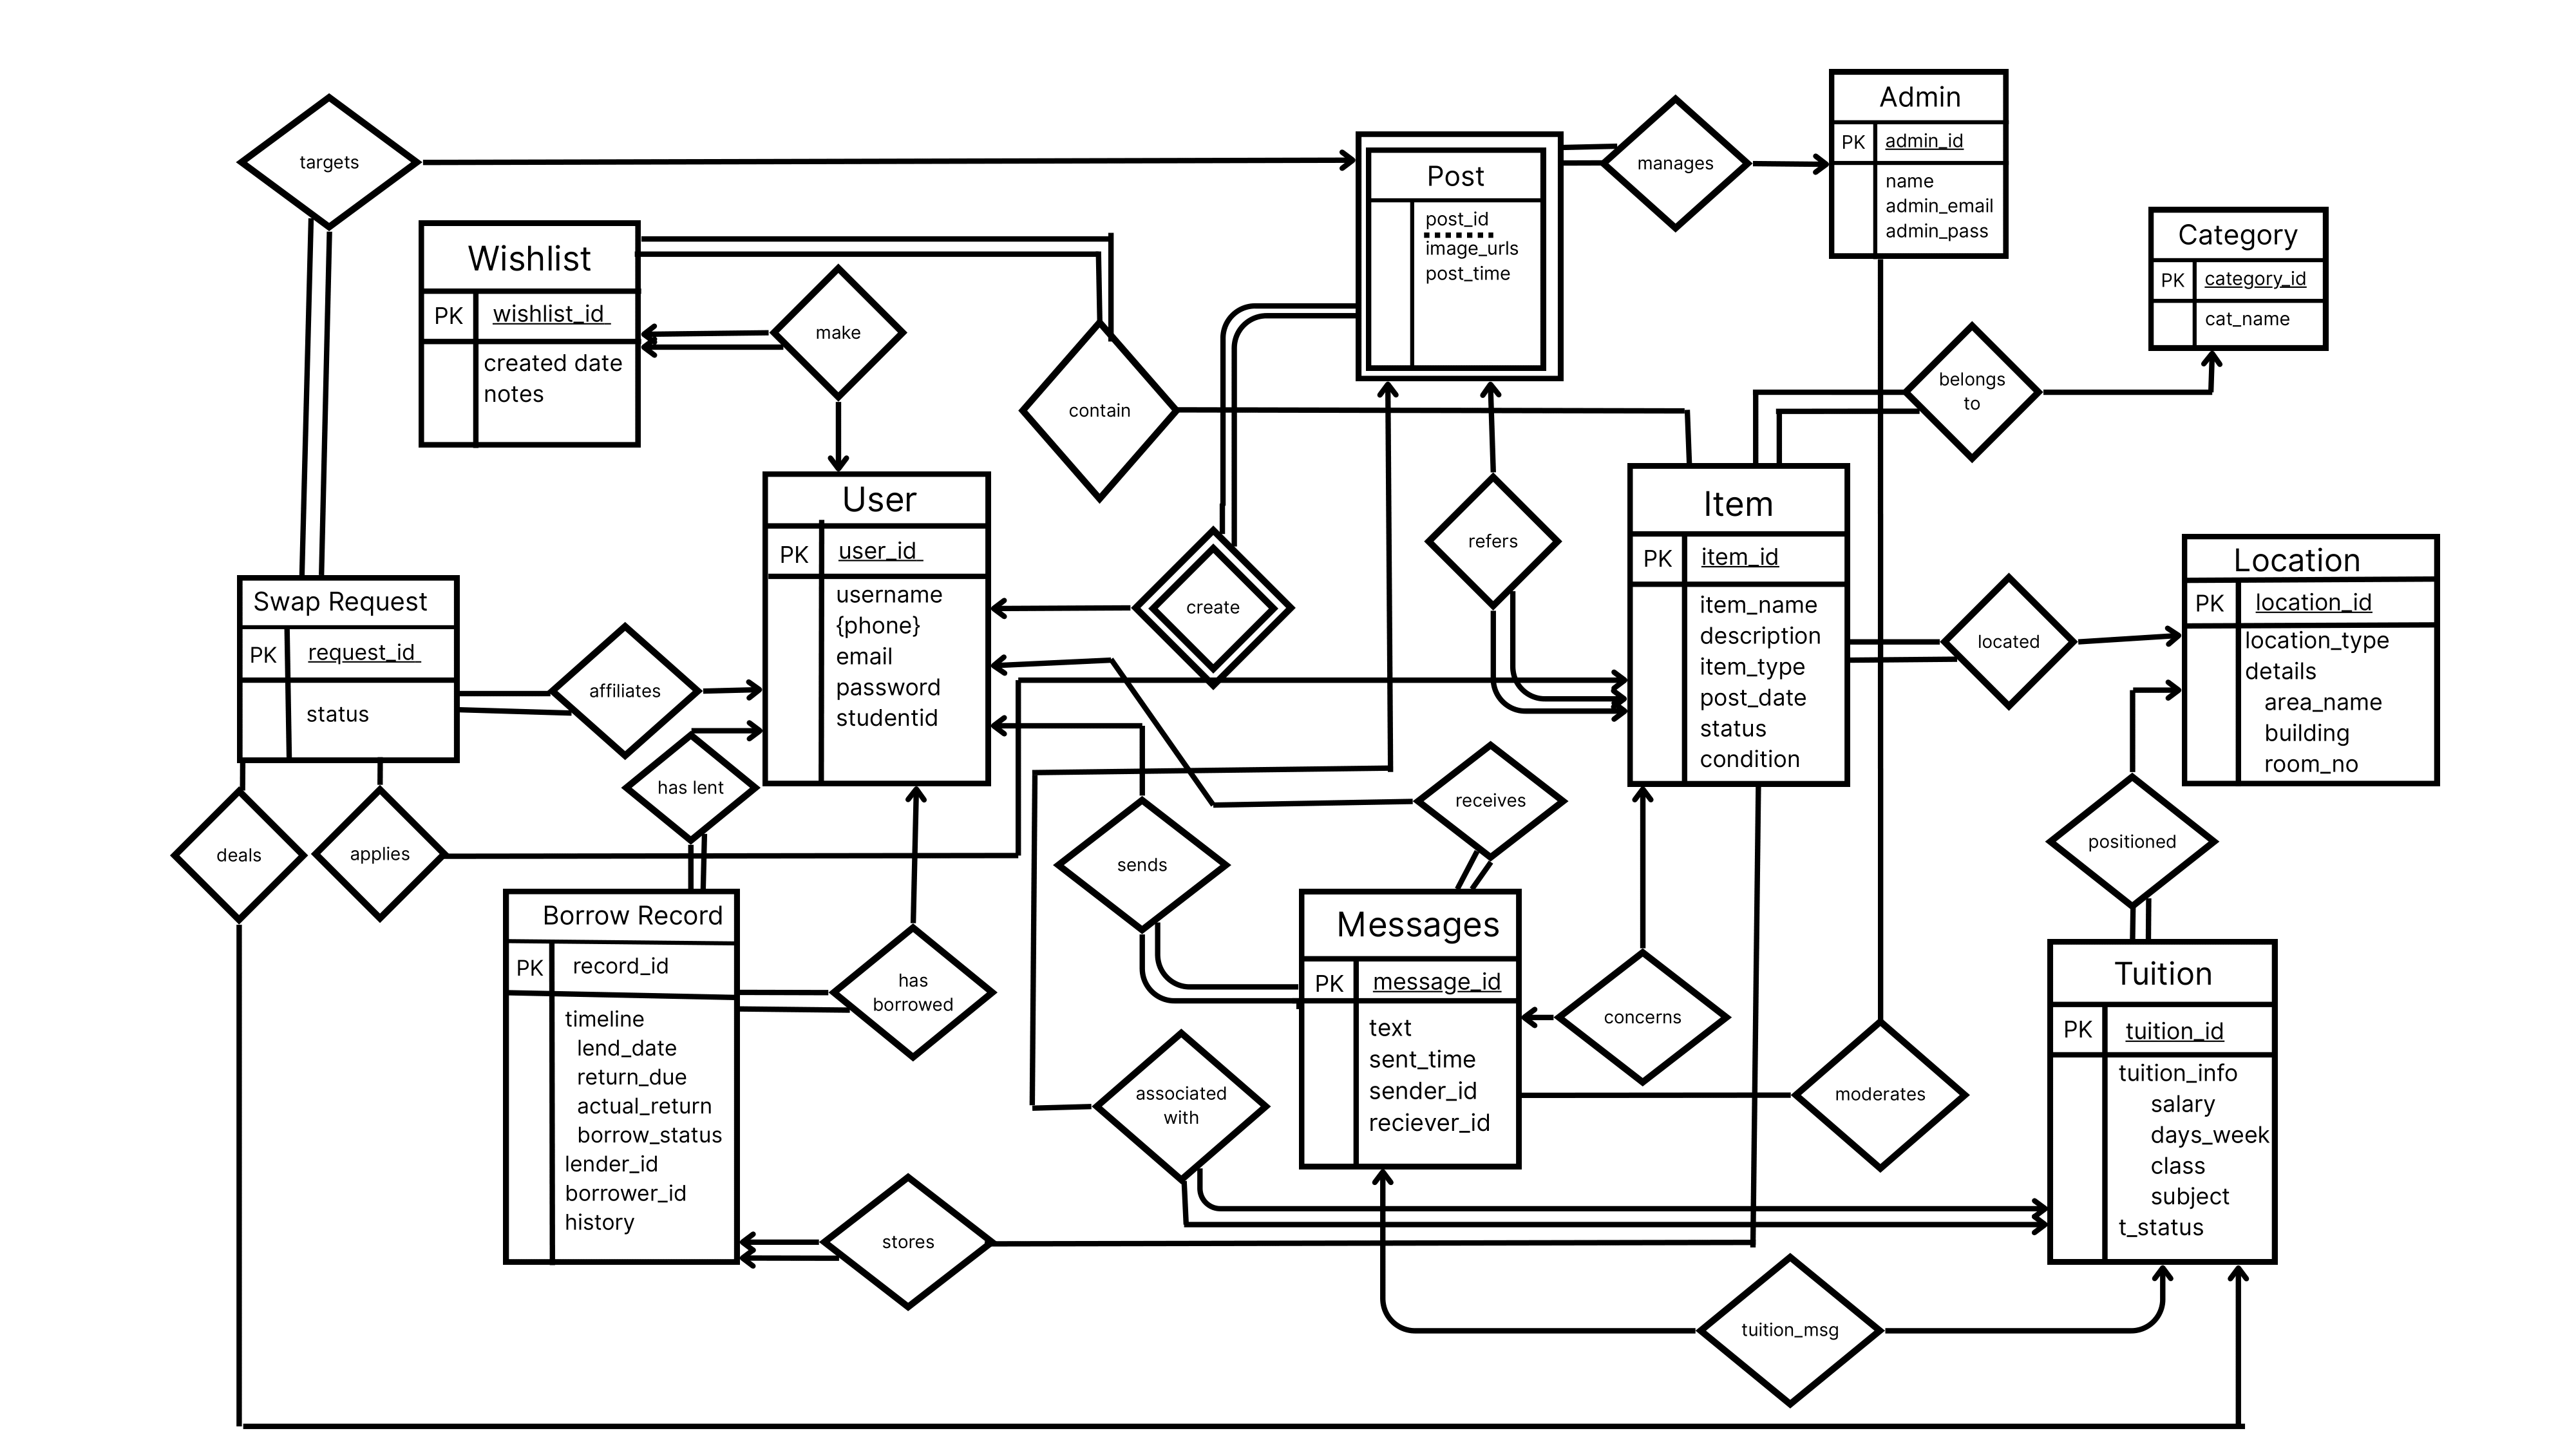 targets
Post
post_id
image_urls
post_time
manages
Admin
PK admin_id
name
admin_email
admin_pass
Category
PK category_id
cat_name
Wishlist
PK wishlist_id
created date
notes
make
contain
belongs
to
User
PK user_id
username
{phone}
email
password
studentid
create
refers
Item
PK item_id
item_name
description
item_type
post_date
status
condition
located
Location
PK location_id
location_type
details
area_name
building
room_no
Swap Request
PK request_id
status
affiliates
has lent
deals
applies
sends
receives
positioned
Borrow Record
PK record_id
timeline
lend_date
return_due
actual_return
borrow_status
lender_id
borrower_id
history
has
borrowed
Messages
PK message_id
text
sent_time
sender_id
reciever_id
concerns
associated
with
moderates
Tuition
PK tuition_id
tuition_info
salary
days_week
class
subject
t_status
stores
tuition_msg